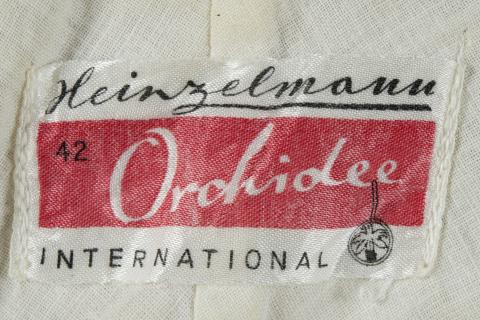 Heinzelmann
42 Orchidee
INTERNATIONAL